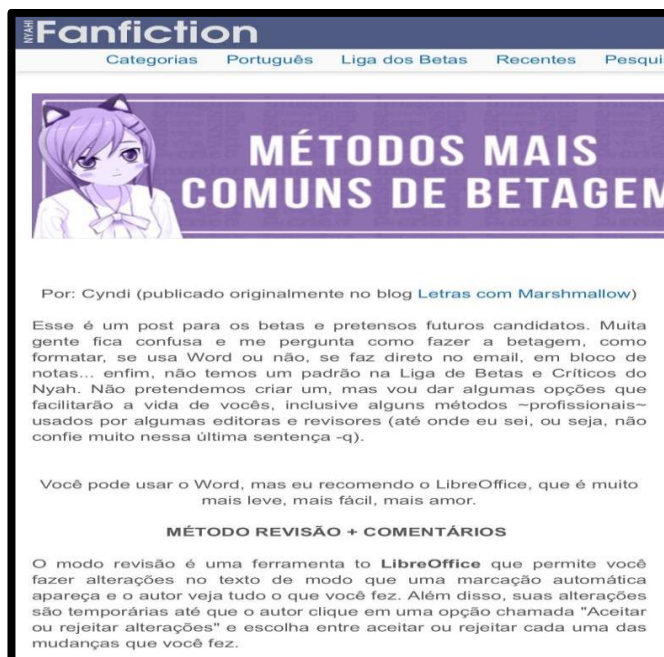 NYAH!
Fanfiction
Categorias Português Liga dos Betas Recentes Pesqui
MÉTODOS MAIS
COMUNS DE BETAGEM
Por: Cyndi (publicado originalmente no blog Letras com Marshmallow)
Esse é um post para os betas e pretensos futuros candidatos. Muita
gente fica confusa e me pergunta como fazer a betagem, como
formatar, se usa Word ou não, se faz direto no email, em bloco de
notas... enfim, não temos um padrão na Liga de Betas e Críticos do
Nyah. Não pretendemos criar um, mas vou dar algumas opções que
facilitarão a vida de vocês, inclusive alguns métodos ~profissionais~
usados por algumas editoras e revisores (até onde eu sei, ou seja, não
confie muito nessa última sentença -q).
Você pode usar o Word, mas eu recomendo o LibreOffice, que é muito
mais leve, mais fácil, mais amor.
MÉTODO REVISÃO + COMENTÁRIOS
O modo revisão é uma ferramenta to LibreOffice que permite você
fazer alterações no texto de modo que uma marcação automática
apareça e o autor veja tudo o que você fez. Além disso, suas alterações
são temporárias até que o autor clique em uma opção chamada "Aceitar
ou rejeitar alterações" e escolha entre aceitar ou rejeitar cada uma das
mudanças que você fez.